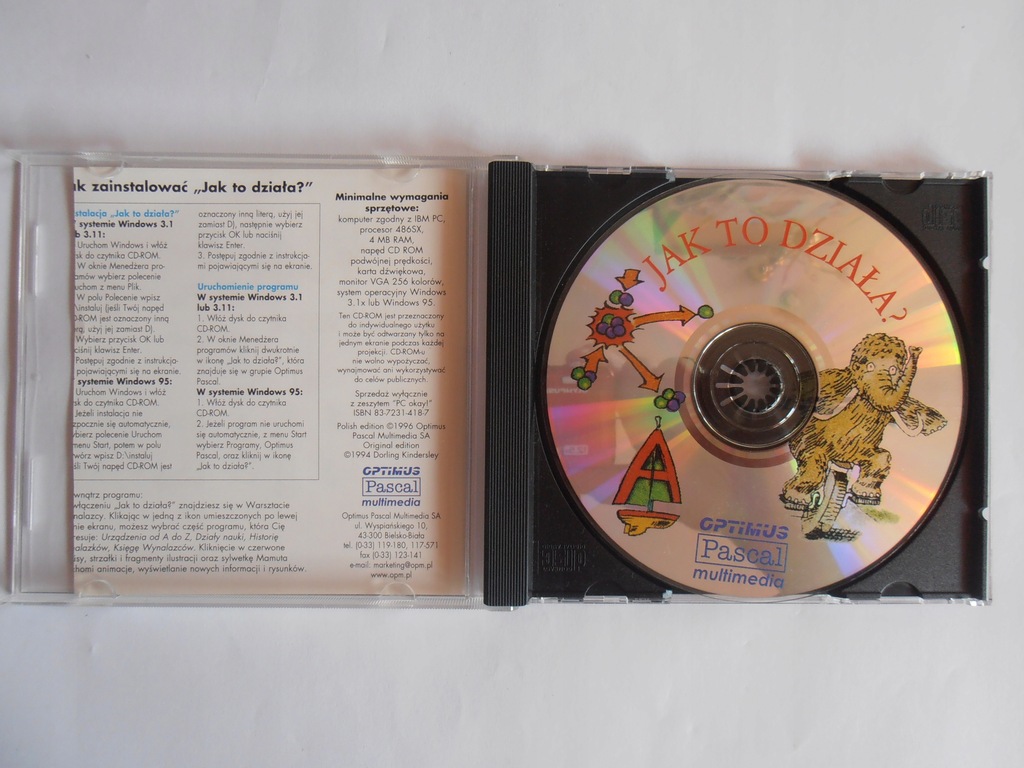 ak zainstalować „Jak to działa?”
stalacja „Jak to działa?”
systemie Windows 3.1
b 3.11:
Uruchom Windows i włóż
sk do czytnika CD-ROM.
W oknie Menedżera pro-
amów wybierz polecenie
uchom z menu Plik.
W polu Polecenie wpisz
\instaluj (jeśli Twój napęd
ROM jest oznaczony inny
erą, użyj jej zamiast D).
Wybierz przycisk OK lub
ciśnij klawisz Enter.
Postępuj zgodnie z instrukcja-
pojawiającymi się na ekranie.
systemie Windows 95:
Uruchom Windows i włóż
sk do czytnika CD-ROM.
Jeżeli instalacja nie
zpocznie się automatycznie,
ybierz polecenie Uruchom
menu Start, potem w polu
twórz wpisz D:\instaluj
śli Twój napęd CD-ROM jest
oznaczony inną literą, użyj jej
zamiast D), następnie wybierz
przycisk OK lub naciśnij
klawisz Enter.
3. Postępuj zgodnie z instrukcja-
mi pojawiającymi się na ekranie.
Uruchomienie programu
W systemie Windows 3.1
lub 3.11:
1. Włóż dysk do czytnika
CD-ROM.
2. W oknie Menedżera
programów kliknij dwukrotnie
w ikonę „Jak to działa?”, która
znajduje się w grupie Optimus
Pascal.
W systemie Windows 95:
1. Włóż dysk do czytnika
CD-ROM.
2. Jeżeli program nie uruchomi
się automatycznie, z menu Start
wybierz Programy, Optimus
Pascal, oraz kliknij w ikonę
„Jak to działa?”.
ewnątrz programu:
włączeniu „Jak to działa?” znajdziesz się w Warsztacie
nalazcy. Klikając w jedną z ikon umieszczonych po lewej
nie ekranu, możesz wybrać część programu, która Cię
resuje: Urządzenia od A do Z, Działy nauki, Historię
nalazków, Księgę Wynalazców. Kliknięcie w czerwone
isy, strzałki i fragmenty ilustracji oraz sylwetkę Mamuta
chomi animacje, wyświetlanie nowych informacji i rysunków.
Minimalne wymagania
sprzętowe:
komputer zgodny z IBM PC,
procesor 486SX,
4 MB RAM,
napęd CD ROM
podwójnej prędkości,
karta dźwiękowa,
monitor VGA 256 kolorów,
system operacyjny Windows
3.1x lub Windows 95.
Ten CD-ROM jest przeznaczony
do indywidualnego użytku
i może być odtwarzany tylko na
jednym ekranie podczas każdej
projekcji. CD-ROM-u
nie wolno wypożyczać,
wynajmować ani wykorzystywać
do celów publicznych.
Sprzedaż wyłącznie
z zeszytem "PC okay!"
ISBN 83-7231-418-7
Polish edition ©1996 Optimus
Pascal Multimedia SA
Original edition
©1994 Dorling Kindersley
OPTIMUS
Pascal
multimedia
Optimus Pascal Multimedia SA
ul. Wyspiańskiego 10,
43-300 Bielsko-Biała
tel. (0-33) 119-180, 117-571
fax (0-33) 123-141
e-mail: marketing@opm.pl
www.opm.pl
JAK TO DZIAŁA?
OPTIMUS
Pascal
multimedia